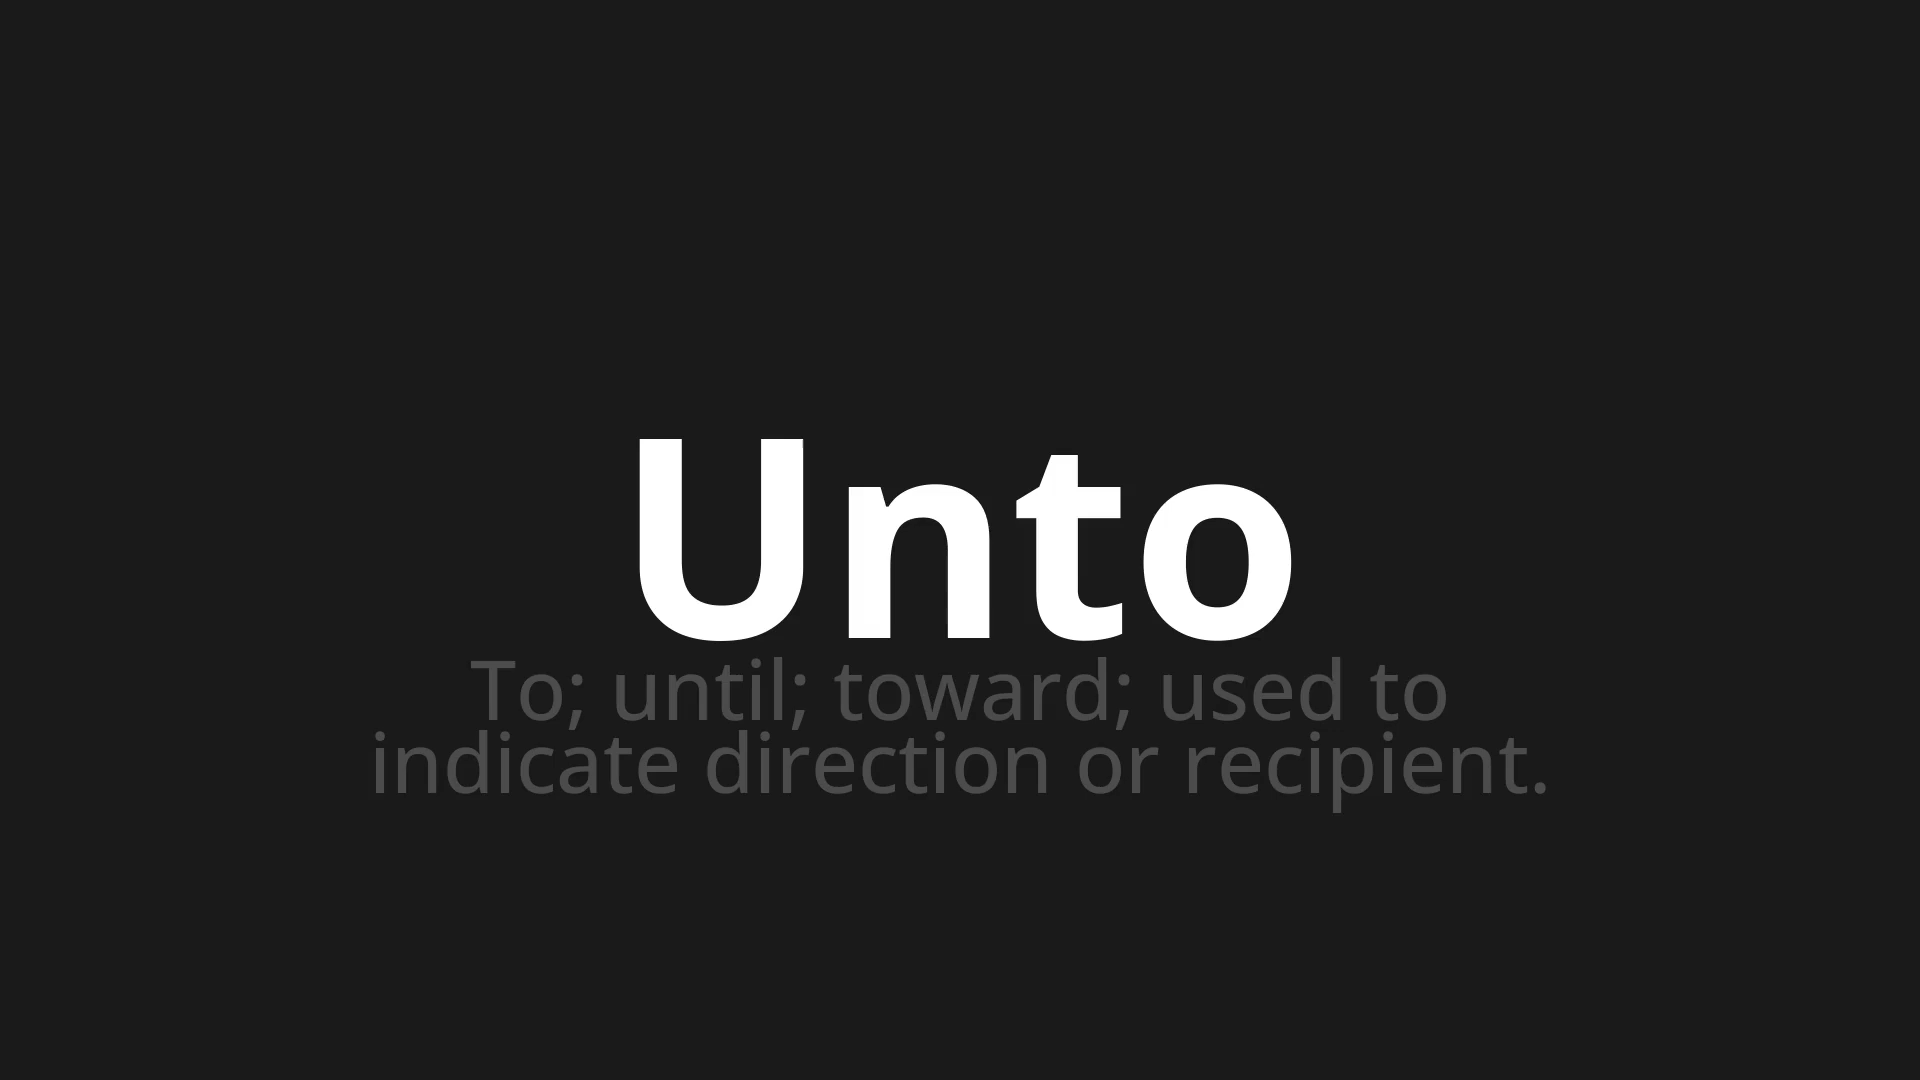 Unto
To; until; toward; used to
indicate direction or recipient.